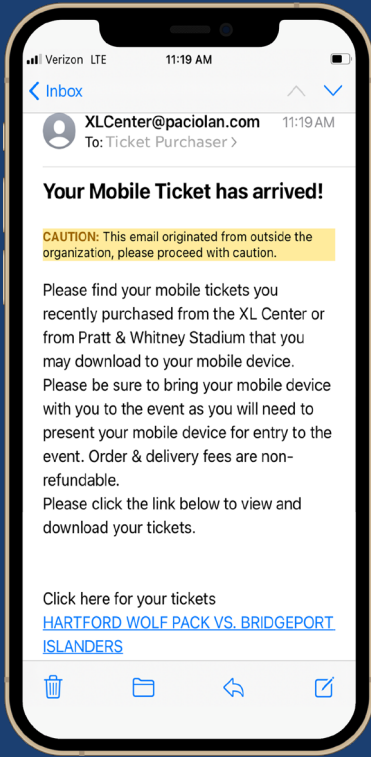 Verizon LTE 11:19 AM
Inbox
XLCenter@paciolan.com 11:19 AM
To: Ticket Purchaser >
Your Mobile Ticket has arrived!
CAUTION: This email originated from outside the
organization, please proceed with caution.
Please find your mobile tickets you
recently purchased from the XL Center or
from Pratt & Whitney Stadium that you
may download to your mobile device.
Please be sure to bring your mobile device
with you to the event as you will need to
present your mobile device for entry to the
event. Order & delivery fees are non-
refundable.
Please click the link below to view and
download your tickets.
Click here for your tickets
HARTFORD WOLF PACK VS. BRIDGEPORT
ISLANDERS